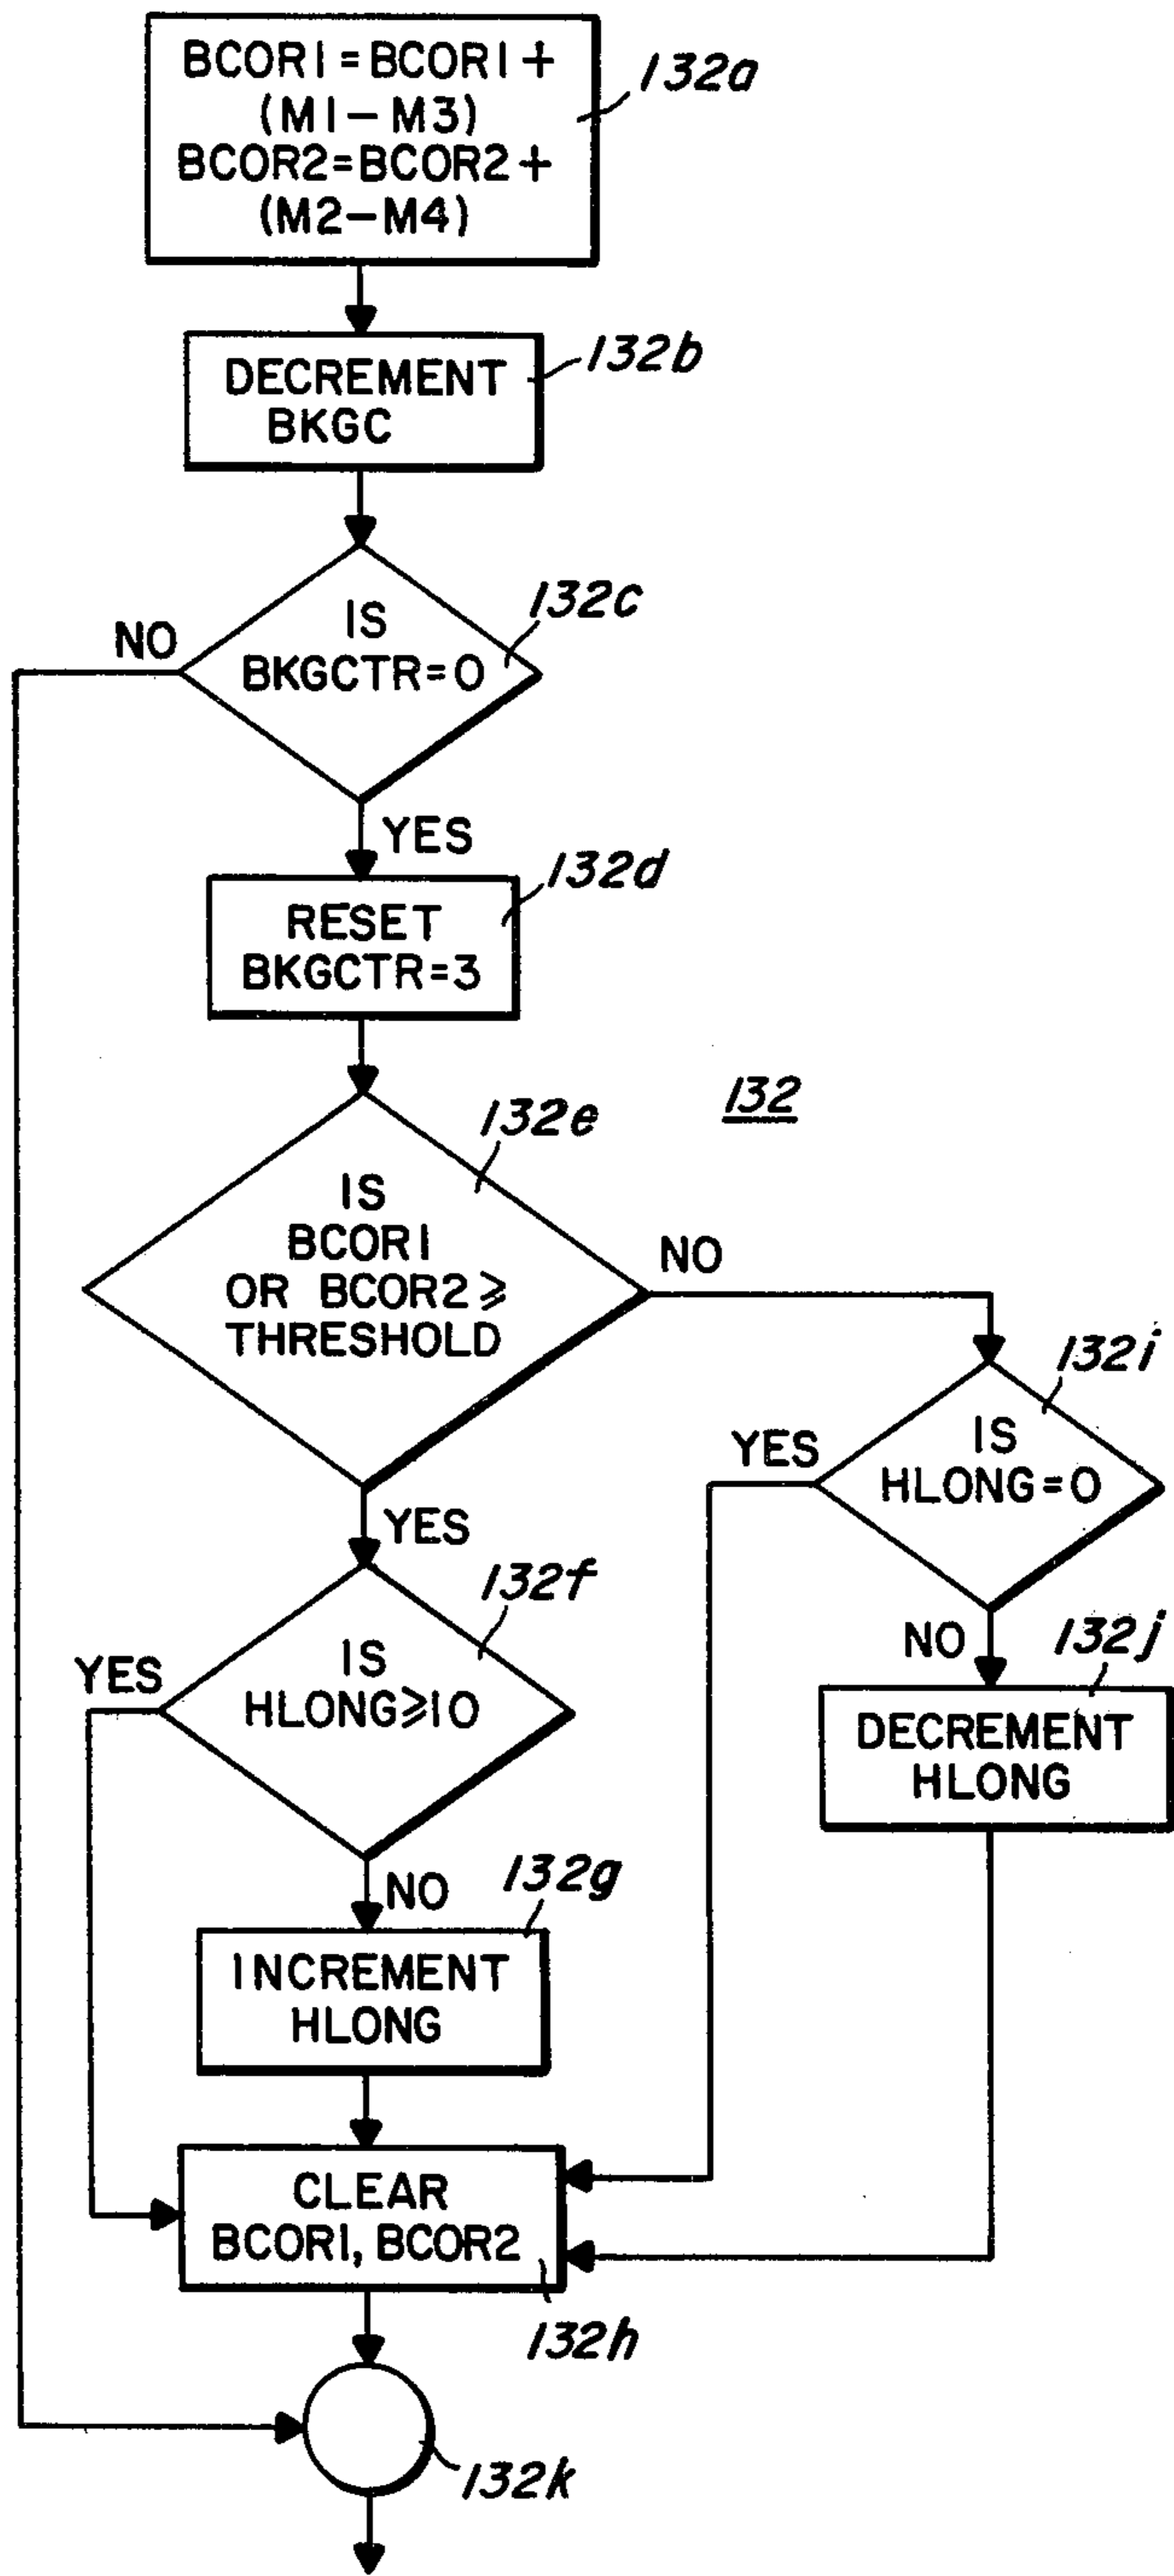 BCOR1=BCOR1+
(M1-M3)
BCOR2=BCOR2+
(M2-M4)
132a
DECREMENT
BKGC
132b
IS
BKGCTR=0
132c
NO
YES
RESET
BKGCTR=3
132d
132
IS
BCOR1
OR BCOR2≥
THRESHOLD
132e
NO
YES
IS
HLONG=0
132i
YES
NO
DECREMENT
HLONG
132j
IS
HLONG≥10
132f
YES
NO
INCREMENT
HLONG
132g
CLEAR
BCOR1, BCOR2
132h
132k